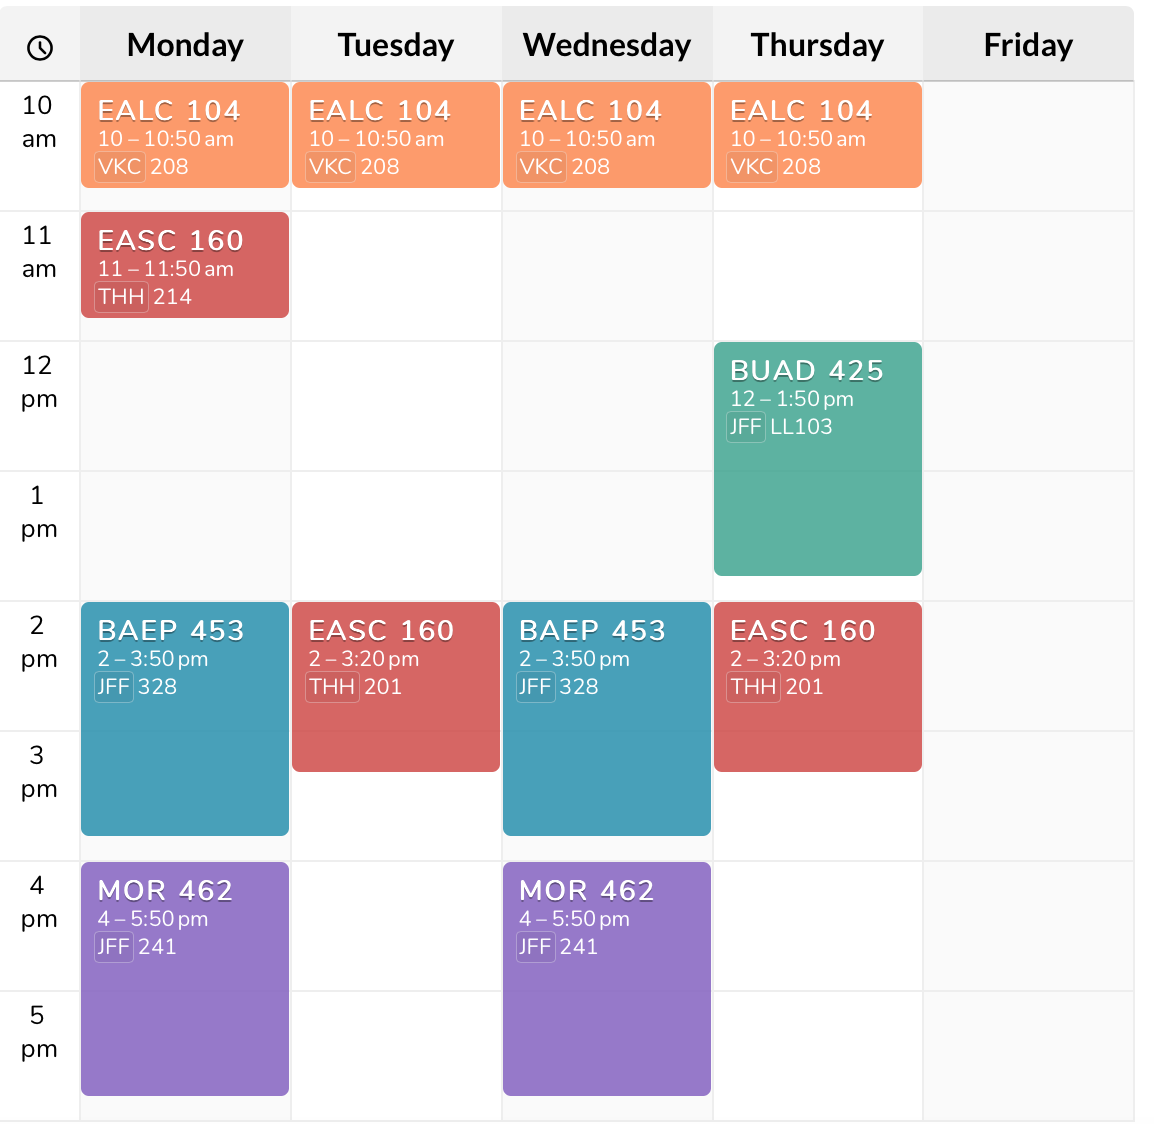 Monday Tuesday Wednesday Thursday Friday
10
am
EALC 104
10 – 10:50 am
VKC 208
EALC 104
10 – 10:50 am
VKC 208
EALC 104
10 – 10:50 am
VKC 208
EALC 104
10 – 10:50 am
VKC 208
11
am
EASC 160
11 – 11:50 am
THH 214
12
pm
BUAD 425
12 – 1:50 pm
JFF LL103
1
pm
2
pm
BAEP 453
2 – 3:50 pm
JFF 328
EASC 160
2 – 3:20 pm
THH 201
BAEP 453
2 – 3:50 pm
JFF 328
EASC 160
2 – 3:20 pm
THH 201
3
pm
4
pm
MOR 462
4 – 5:50 pm
JFF 241
MOR 462
4 – 5:50 pm
JFF 241
5
pm